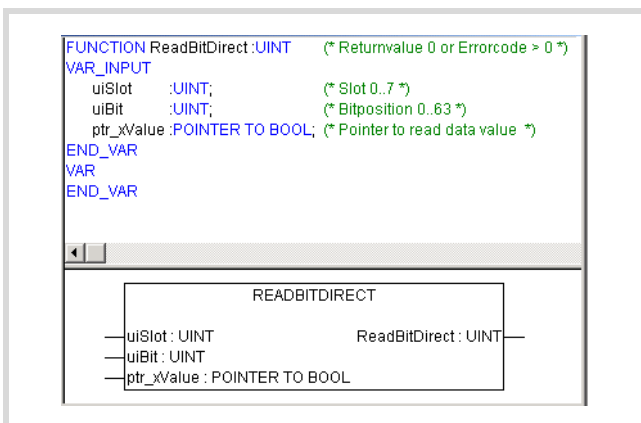 FUNCTION ReadBitDirect :UINT (* Returnvalue 0 or Errorcode > 0 *)
VAR_INPUT
uiSlot :UINT; (* Slot 0..7 *)
uiBit :UINT; (* Bitposition 0..63 *)
ptr_xValue :POINTER TO BOOL; (* Pointer to read data value *)
END_VAR
VAR
END_VAR
READBITDIRECT
uiSlot : UINT ReadBitDirect : UINT
uiBit : UINT
ptr_xValue : POINTER TO BOOL